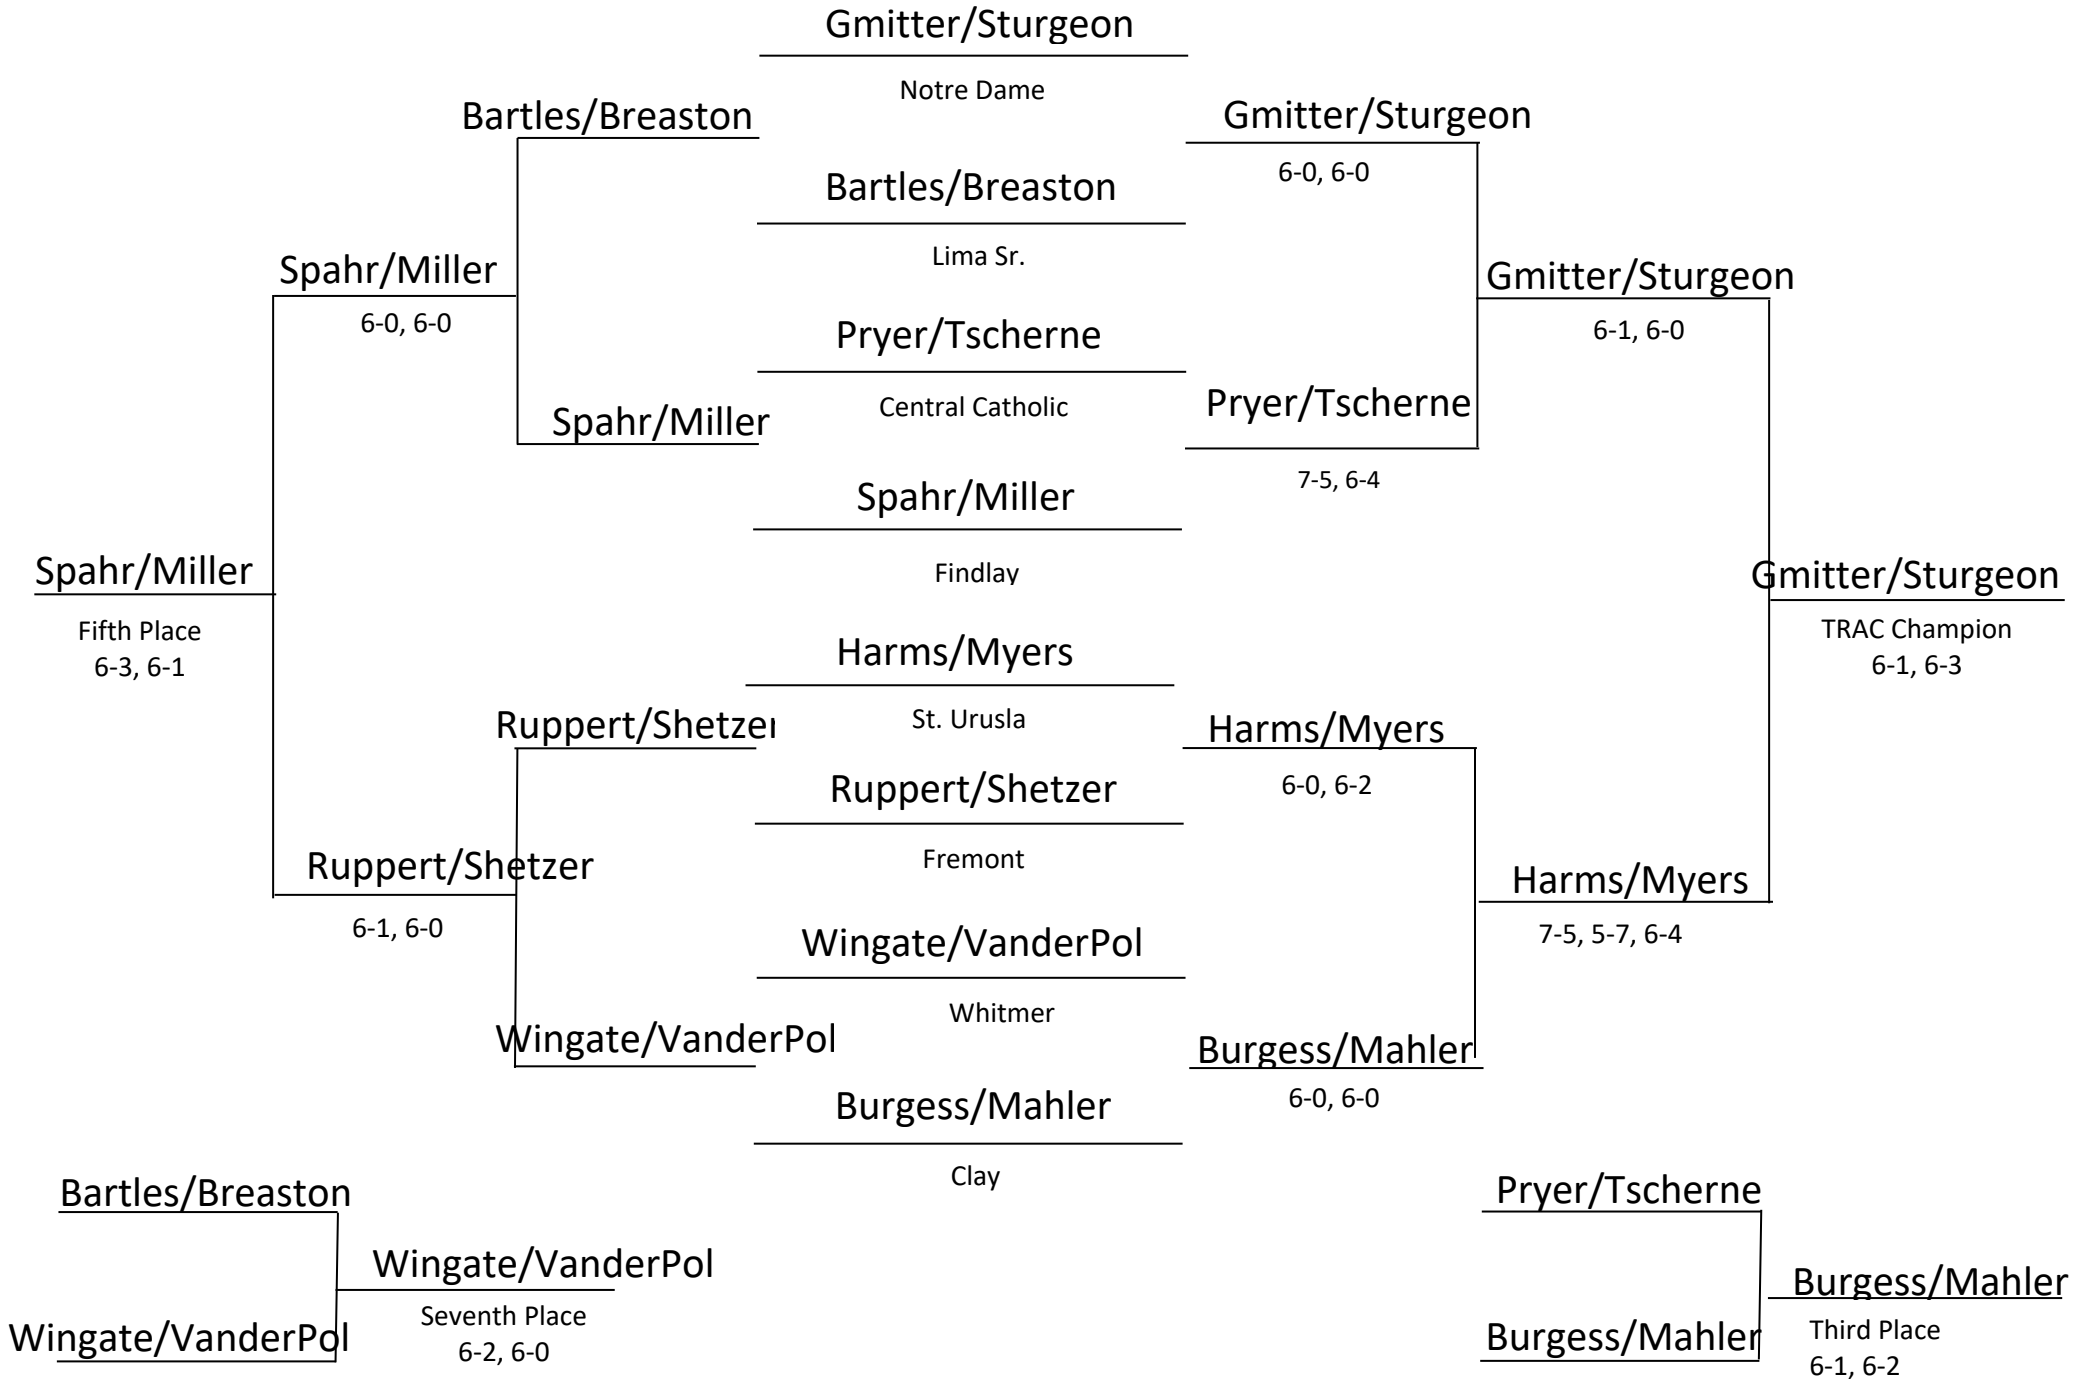 Gmitter/Sturgeon
Notre Dame
Bartles/Breaston
Gmitter/Sturgeon
6-0, 6-0
Bartles/Breaston
Lima Sr.
Spahr/Miller
6-0, 6-0
Gmitter/Sturgeon
6-1, 6-0
Pryer/Tscherne
Central Catholic
Spahr/Miller
Pryer/Tscherne
7-5, 6-4
Spahr/Miller
Findlay
Spahr/Miller
Fifth Place
6-3, 6-1
Gmitter/Sturgeon
TRAC Champion
6-1, 6-3
Harms/Myers
St. Urusla
Ruppert/Shetzer
Harms/Myers
6-0, 6-2
Ruppert/Shetzer
Fremont
Ruppert/Shetzer
6-1, 6-0
Harms/Myers
7-5, 5-7, 6-4
Wingate/VanderPol
Whitmer
Wingate/VanderPol
Burgess/Mahler
6-0, 6-0
Burgess/Mahler
Clay
Bartles/Breaston
Wingate/VanderPol
Seventh Place
6-2, 6-0
Wingate/VanderPol
Pryer/Tscherne
Burgess/Mahler
Third Place
6-1, 6-2
Burgess/Mahler